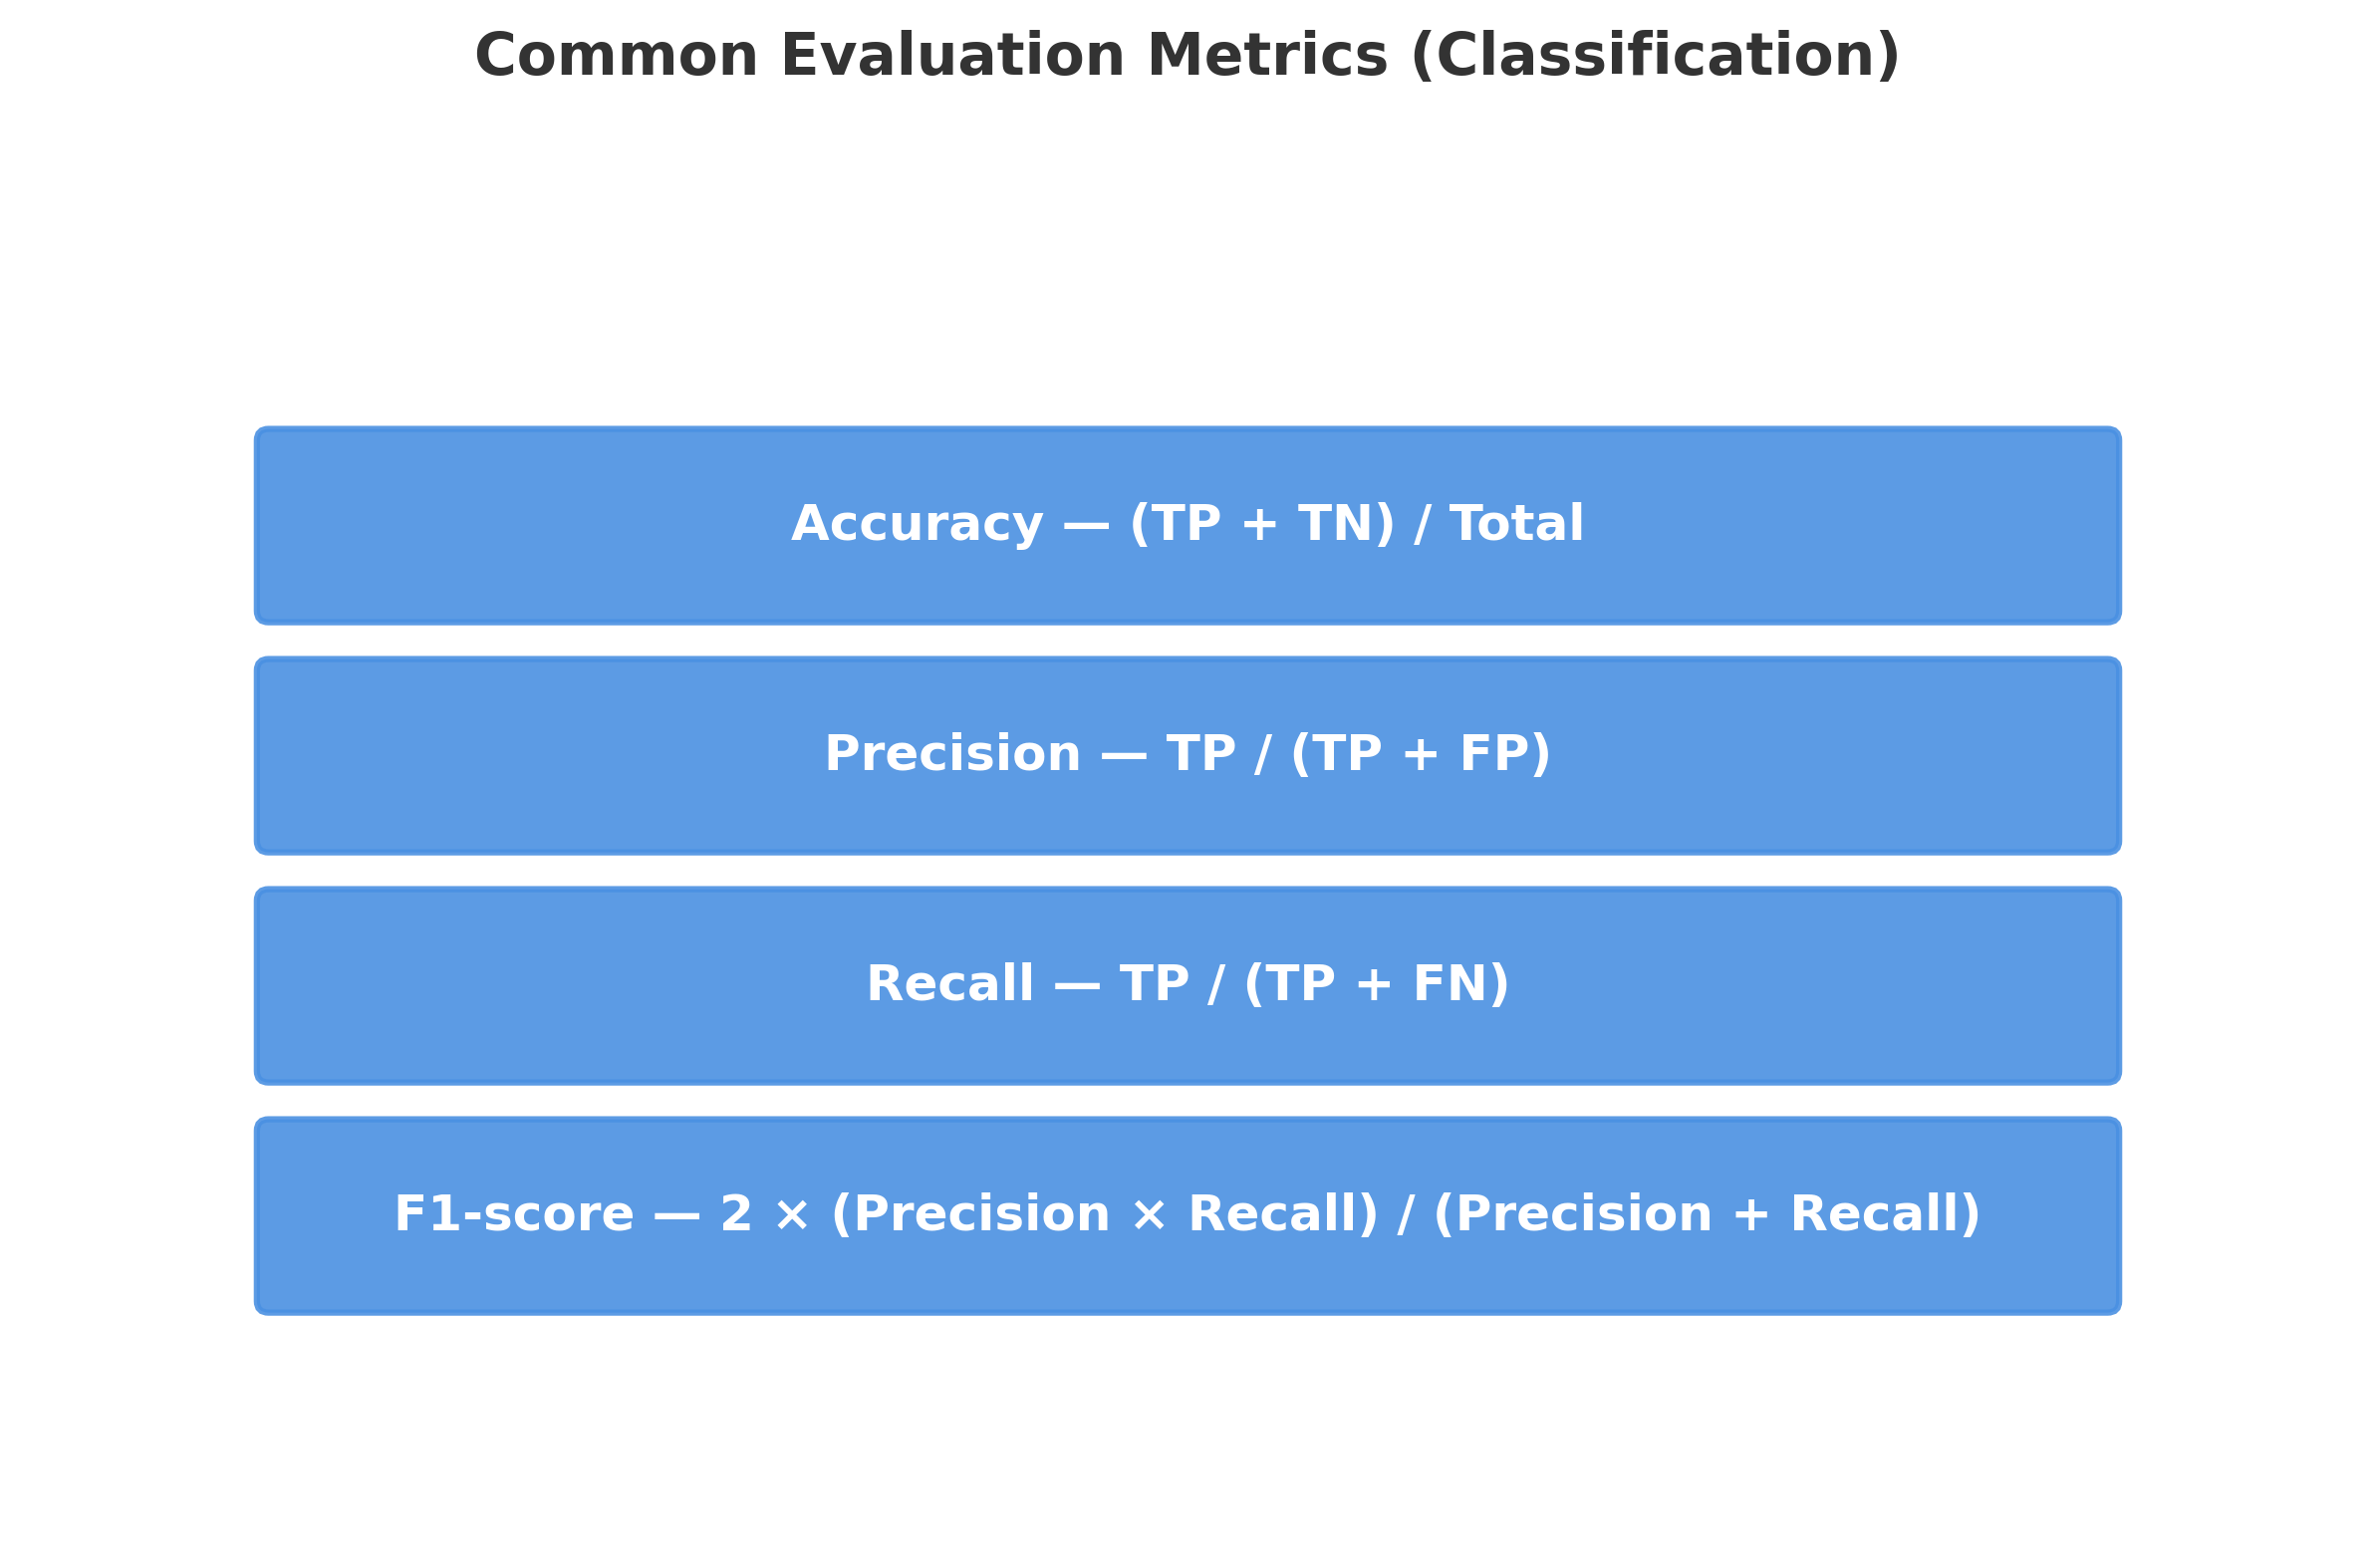 Common Evaluation Metrics (Classification)
Accuracy — (TP + TN) / Total
Precision — TP / (TP + FP)
Recall — TP / (TP + FN)
F1-score — 2 × (Precision × Recall) / (Precision + Recall)